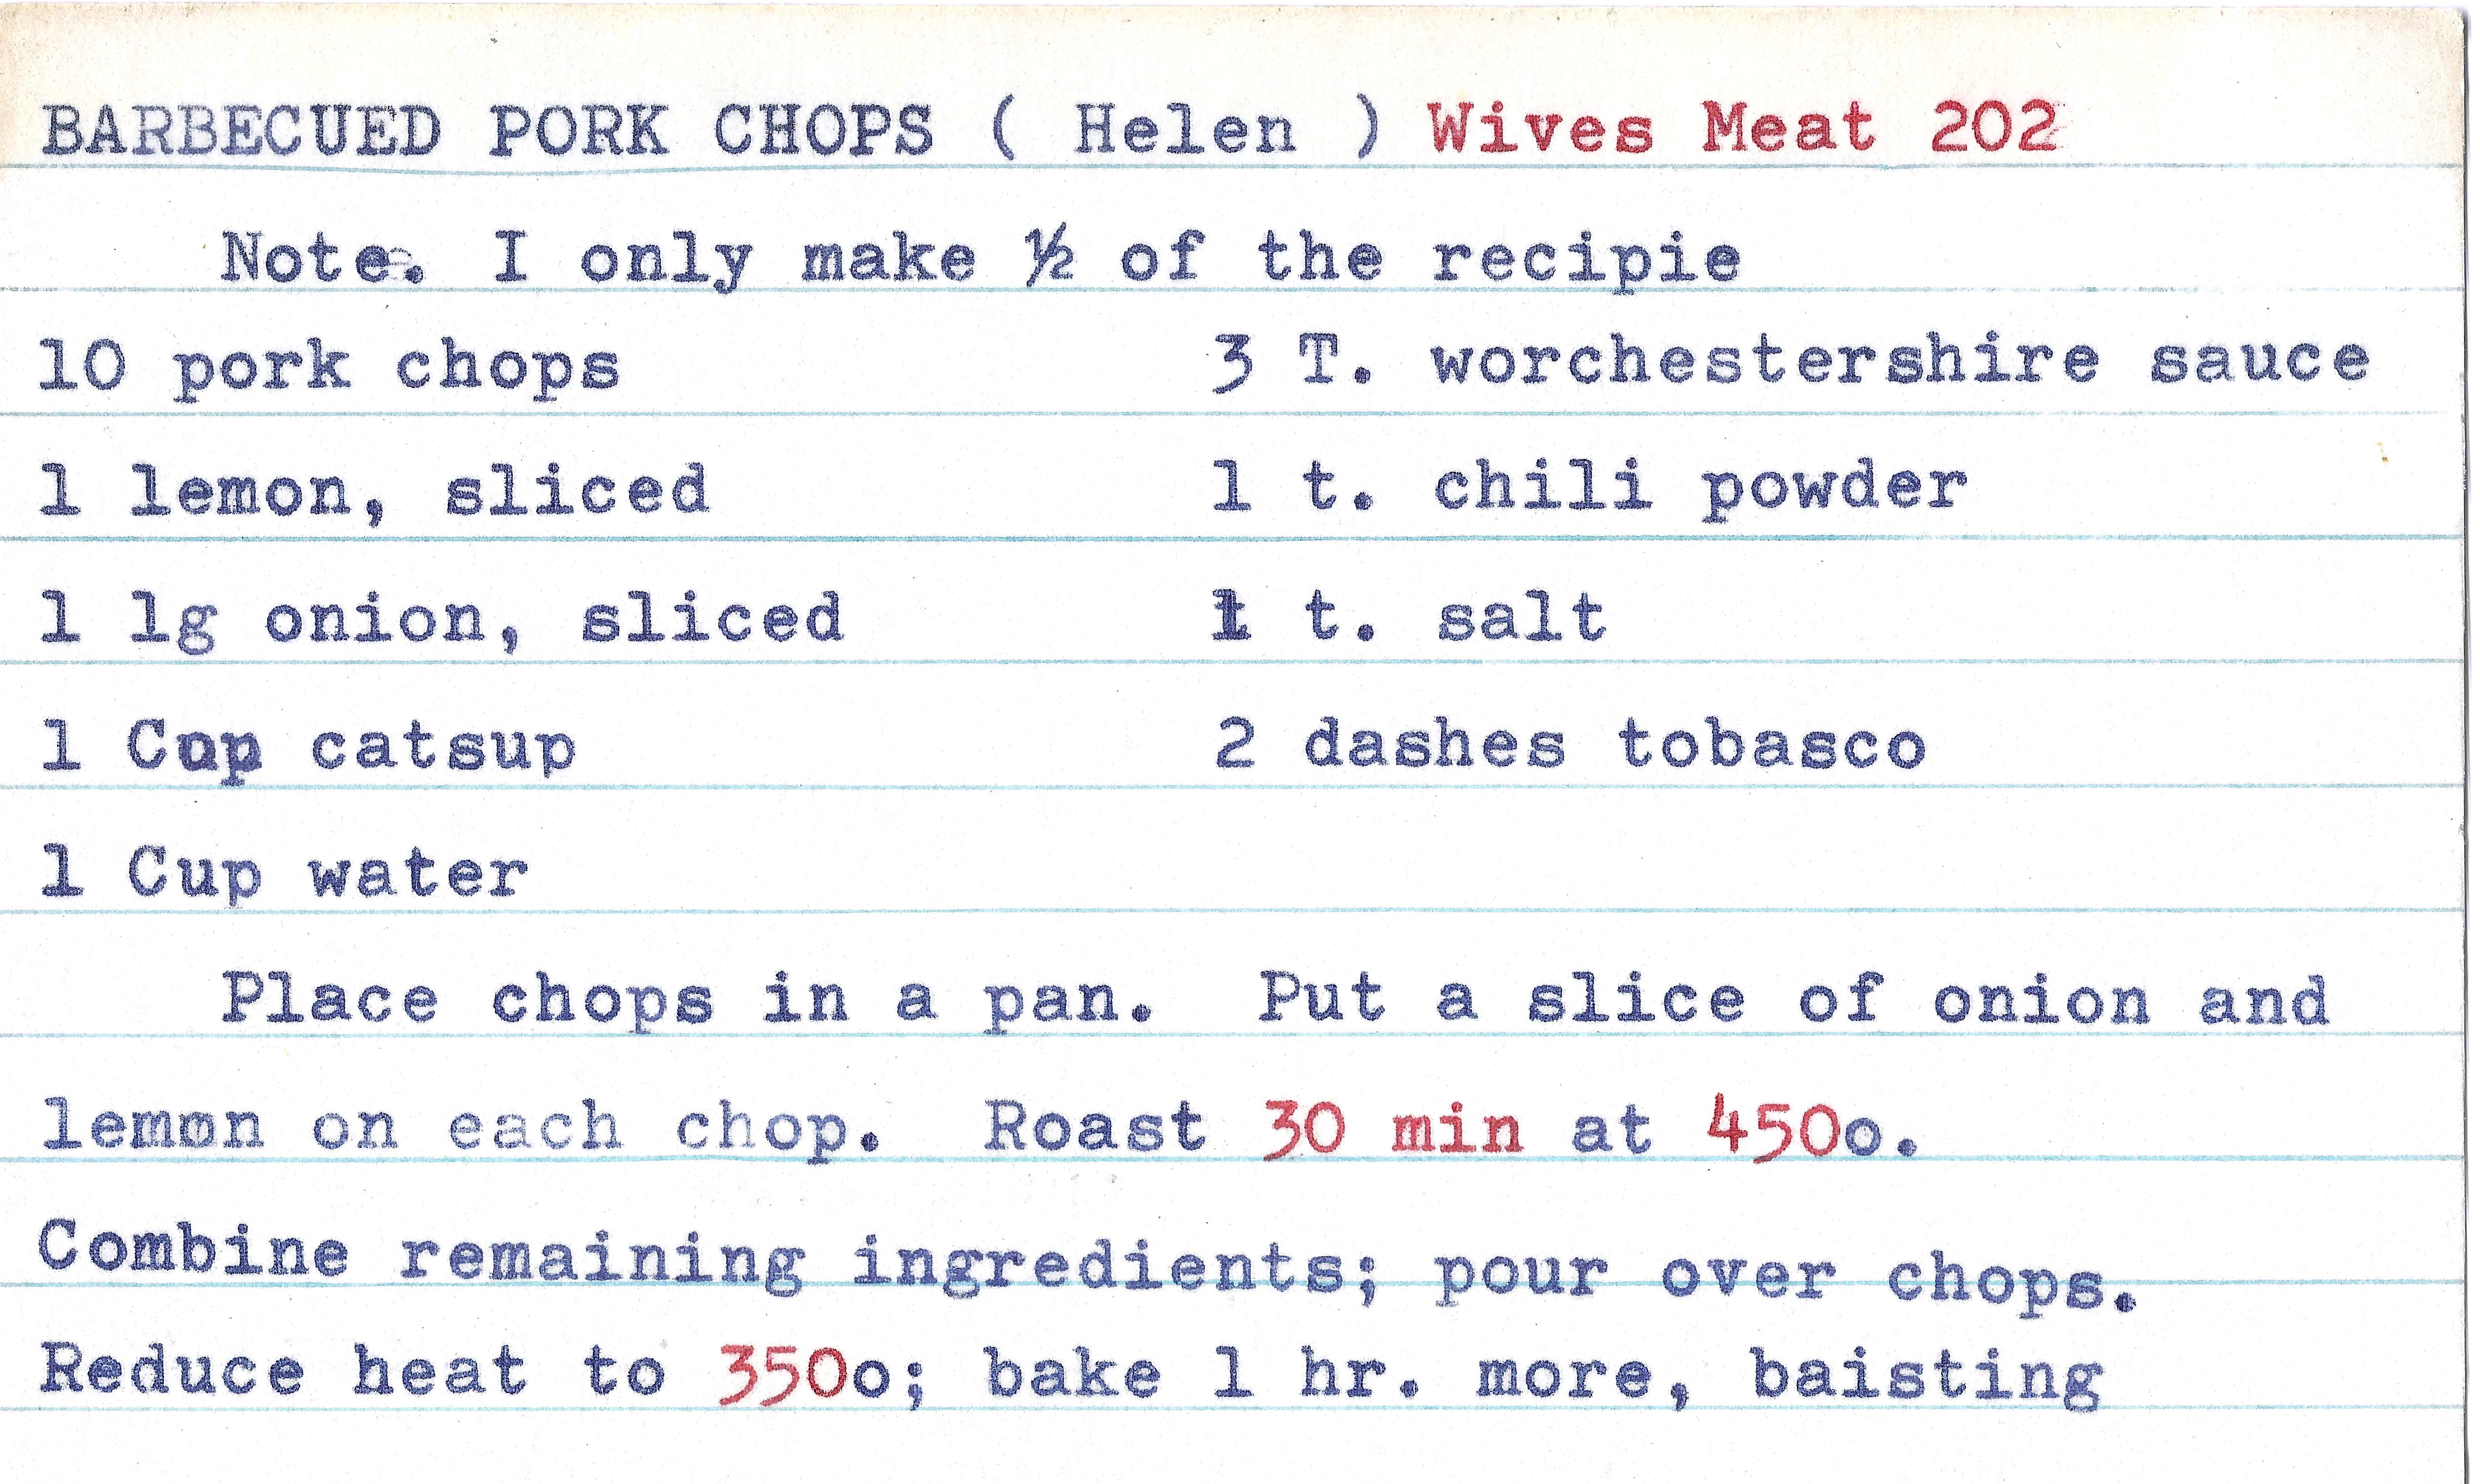 BARBECUED PORK CHOPS ( Helen ) Wives Meat 202
Note. I only make ½ of the recipie
10 pork chops 3 T. worchestershire sauce
1 lemon, sliced 1 t. chili powder
1 lg onion, sliced 1 t. salt
1 Cup catsup 2 dashes tobasco
1 Cup water
Place chops in a pan. Put a slice of onion and
lemon on each chop. Roast 30 min at 450o.
Combine remaining ingredients; pour over chops.
Reduce heat to 350o; bake 1 hr. more, baisting